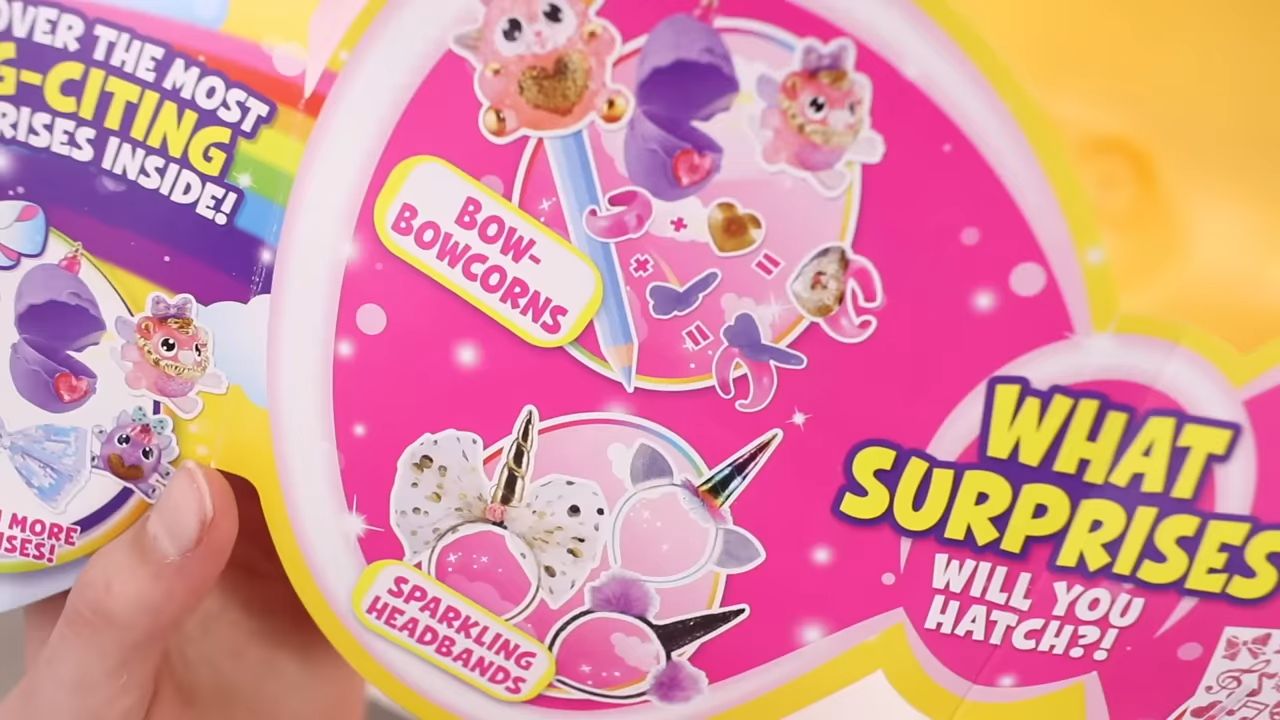 OVER THE MOST
G-CITING
RISES INSIDE!
MORE
ISES!
BOW-
BOWCORNS
SPARKLING
HEADBANDS
WHAT
SURPRISES
WILL YOU
HATCH?!